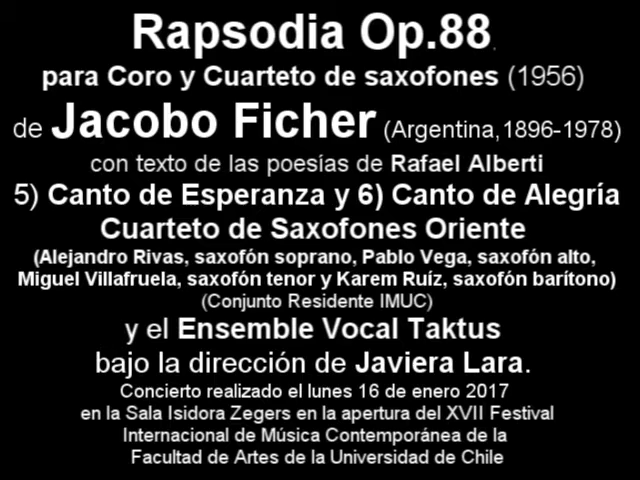 Rapsodia Op.88.
para Coro y Cuarteto de saxofones (1956)
de Jacobo Ficher (Argentina,1896-1978)
con texto de las poesías de Rafael Alberti
5) Canto de Esperanza y 6) Canto de Alegría
Cuarteto de Saxofones Oriente
(Alejandro Rivas, saxofón soprano, Pablo Vega, saxofón alto,
Miguel Villafruela, saxofón tenor y Karem Ruíz, saxofón barítono)
(Conjunto Residente IMUC)
y el Ensemble Vocal Taktus
bajo la dirección de Javiera Lara.
Concierto realizado el lunes 16 de enero 2017
en la Sala Isidora Zegers en la apertura del XVII Festival
Internacional de Música Contemporánea de la
Facultad de Artes de la Universidad de Chile